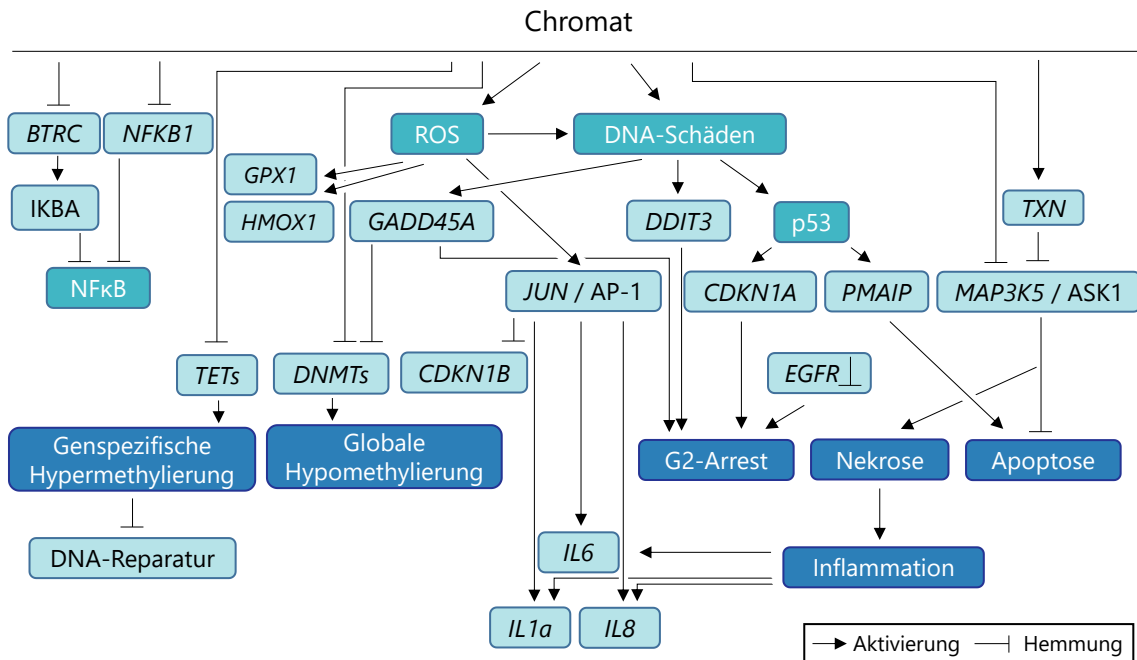 Chromat
BTRC
NFKB1
ROS
DNA-Schäden
GPX1
IKBA
HMOX1
GADD45A
DDIT3
p53
TXN
NFκB
JUN / AP-1
CDKN1A
PMAIP
MAP3K5 / ASK1
TETs
DNMTs
CDKN1B
EGFR
Genspezifische
Hypermethylierung
Globale
Hypomethylierung
G2-Arrest
Nekrose
Apoptose
DNA-Reparatur
IL6
Inflammation
IL1a
IL8
Aktivierung
Hemmung